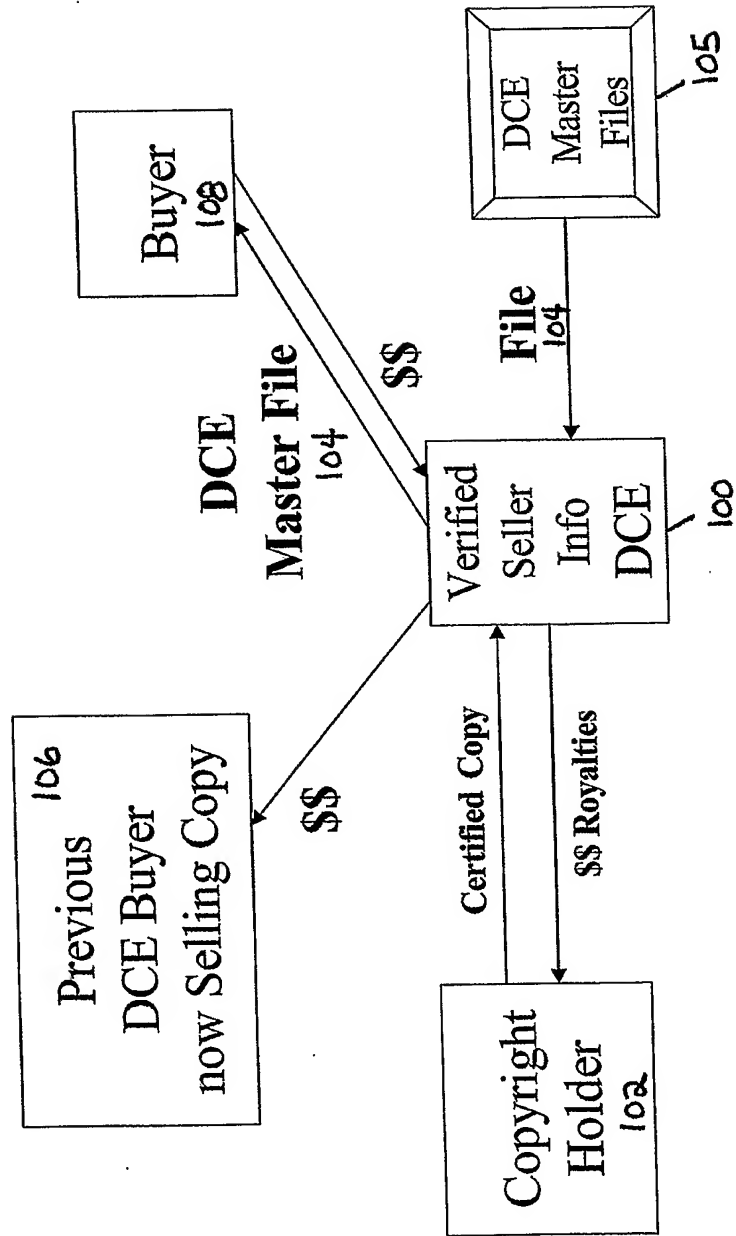 106
Previous
DCE Buyer
now Selling Copy
Buyer
108
$$
DCE
Master File
104
$$
Certified Copy
$$ Royalties
Copyright
Holder
102
Verified
Seller
Info
DCE
100
File
104
DCE
Master
Files
105